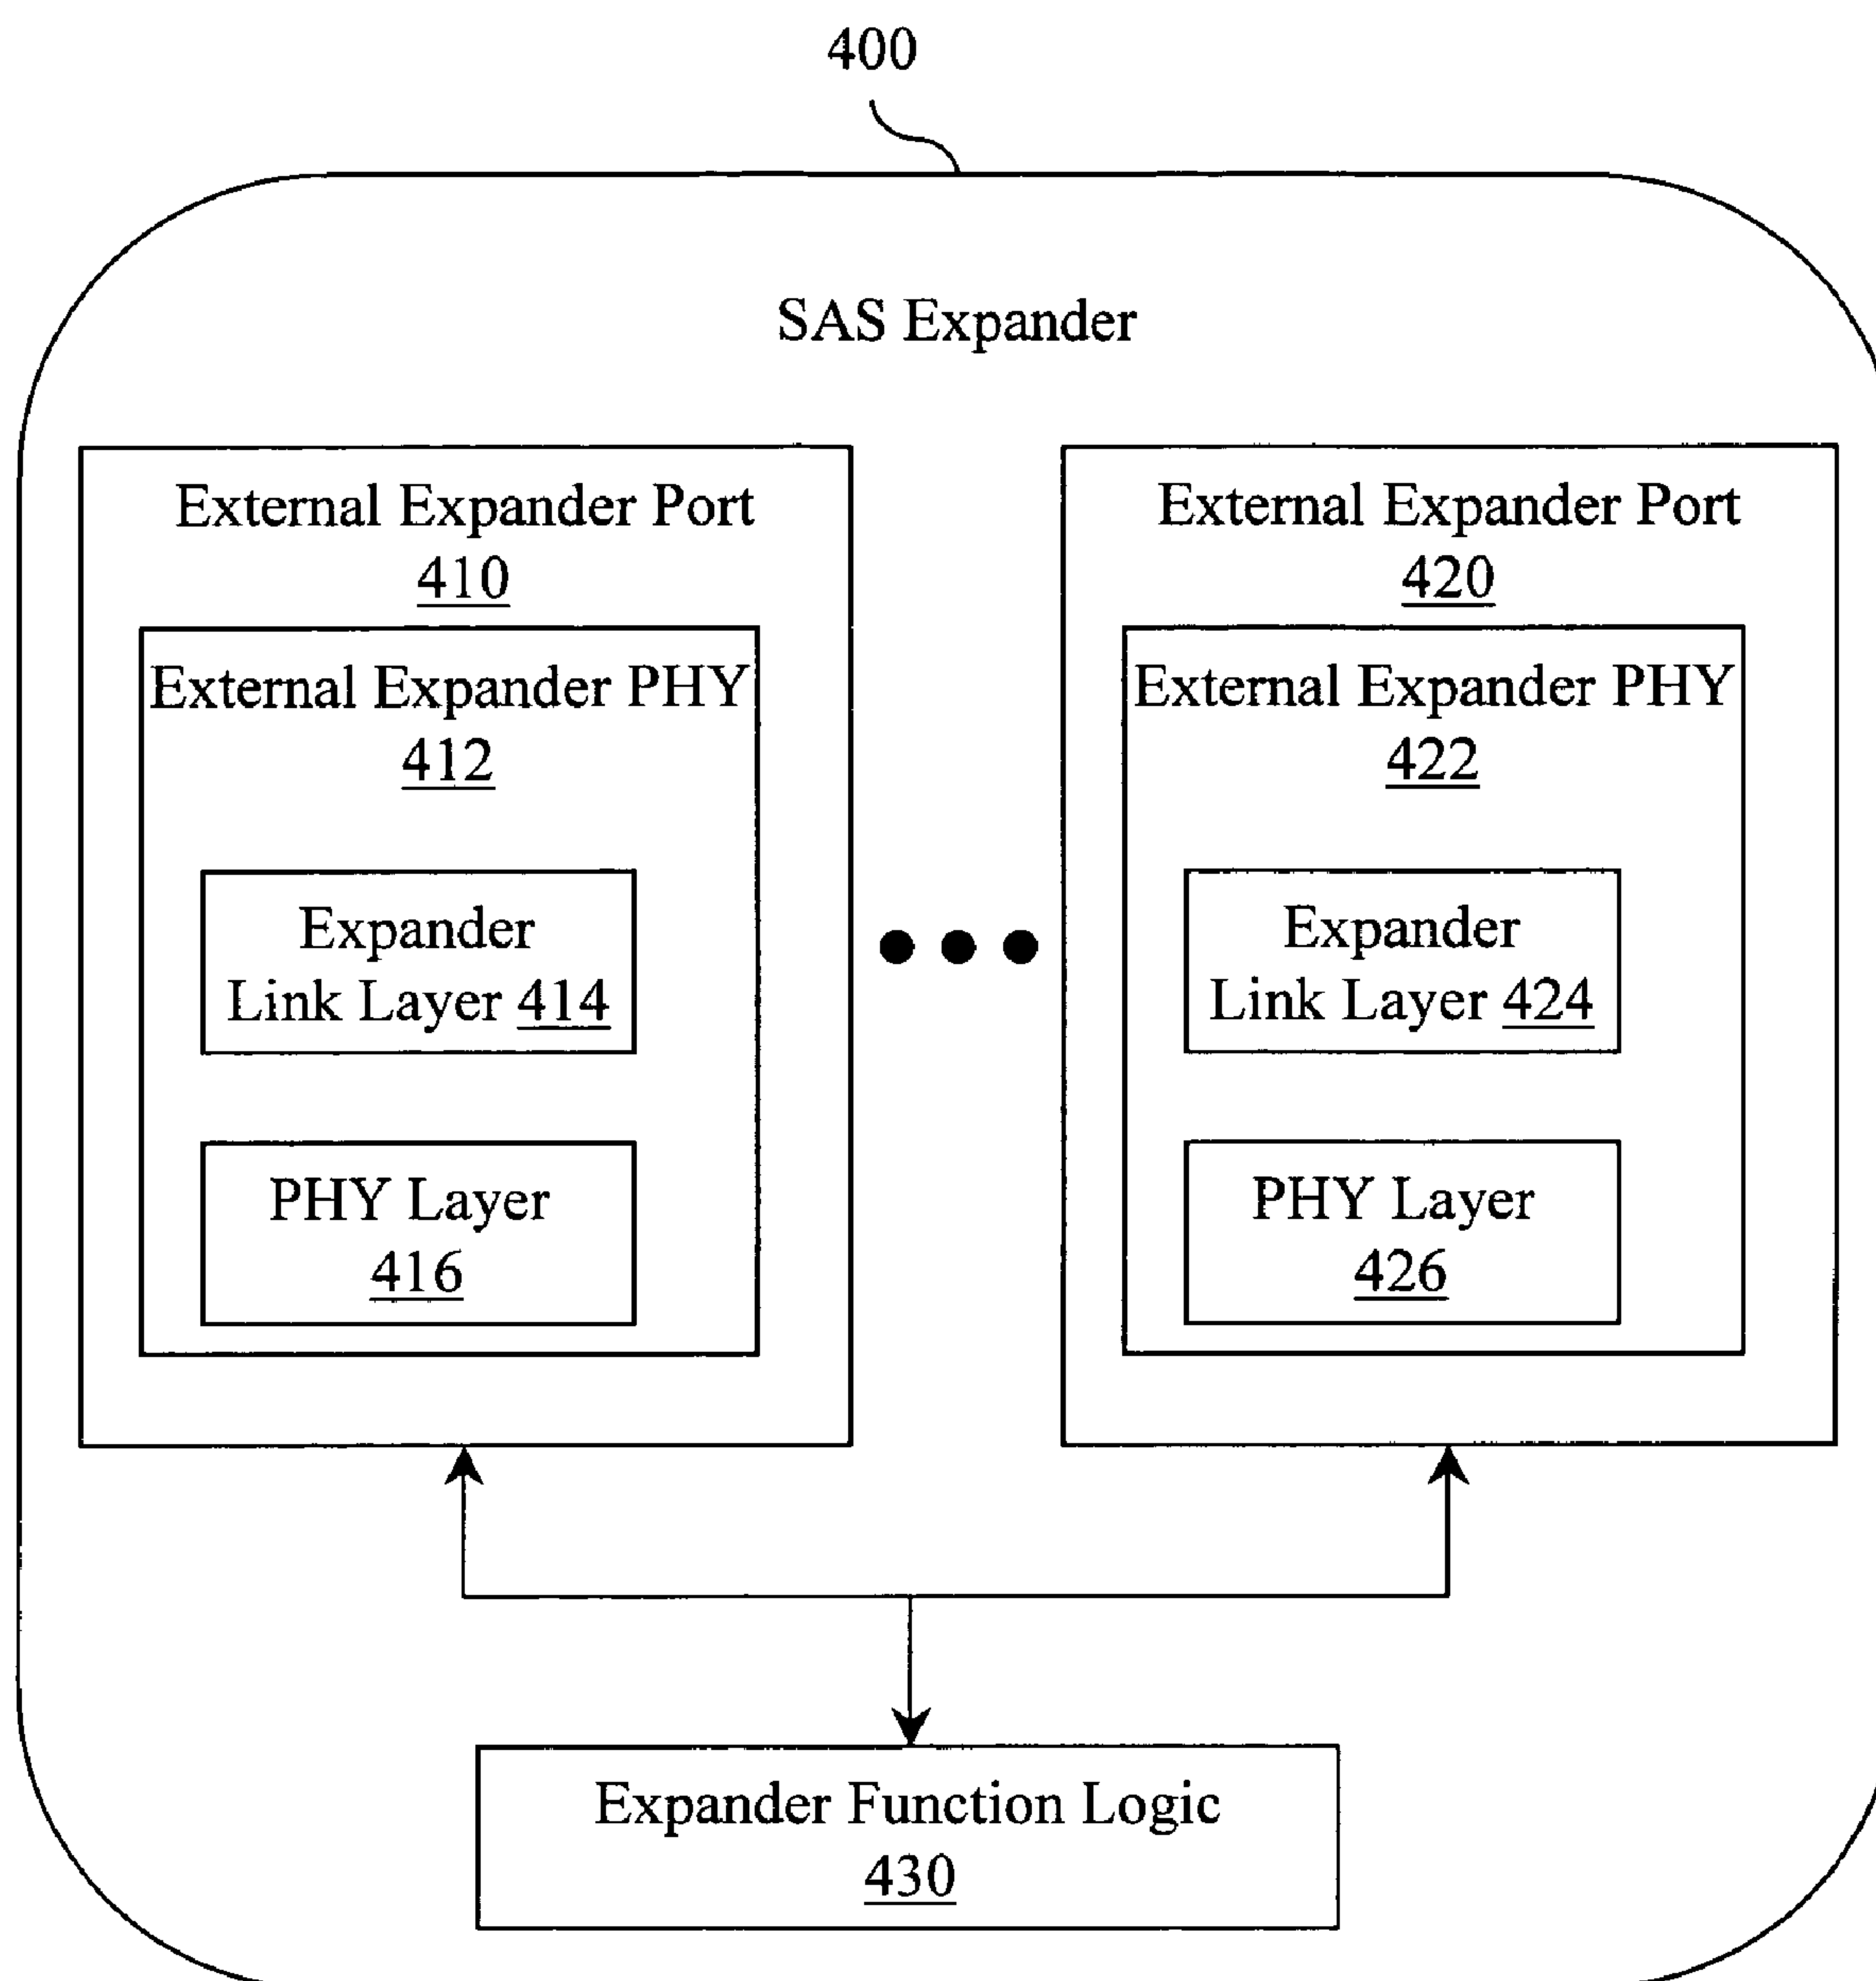 400
SAS Expander
External Expander Port
410
External Expander PHY
412
Expander
Link Layer 414
PHY Layer
416
External Expander Port
420
External Expander PHY
422
Expander
Link Layer 424
PHY Layer
426
Expander Function Logic
430